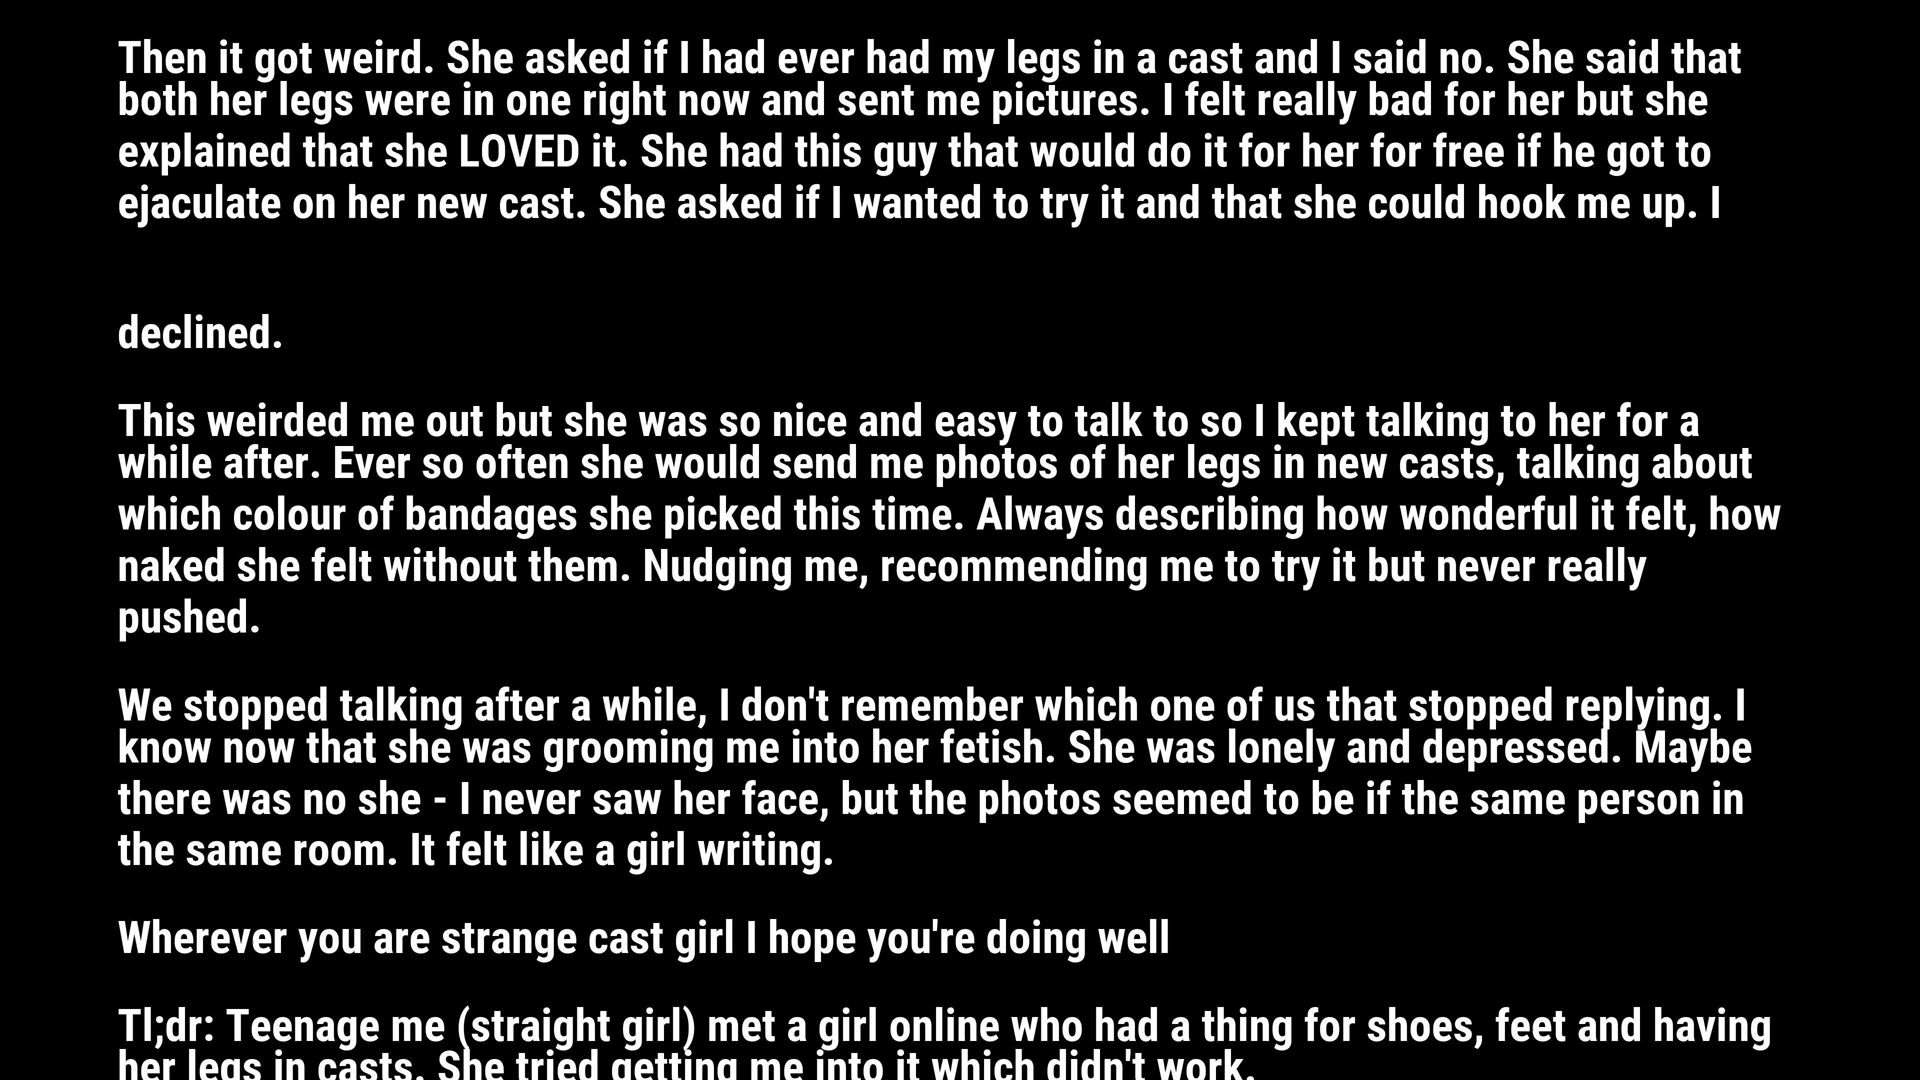 Then it got weird. She asked if I had ever had my legs in a cast and I said no. She said that
both her legs were in one right now and sent me pictures. I felt really bad for her but she
explained that she LOVED it. She had this guy that would do it for her for free if he got to
ejaculate on her new cast. She asked if I wanted to try it and that she could hook me up. I
declined.
This weirded me out but she was so nice and easy to talk to so I kept talking to her for a
while after. Ever so often she would send me photos of her legs in new casts, talking about
which colour of bandages she picked this time. Always describing how wonderful it felt, how
naked she felt without them. Nudging me, recommending me to try it but never really
pushed.
We stopped talking after a while, I don't remember which one of us that stopped replying. I
know now that she was grooming me into her fetish. She was lonely and depressed. Maybe
there was no she - I never saw her face, but the photos seemed to be if the same person in
the same room. It felt like a girl writing.
Wherever you are strange cast girl I hope you're doing well
Tl;dr: Teenage me (straight girl) met a girl online who had a thing for shoes, feet and having
her legs in casts. She tried getting me into it which didn't work.